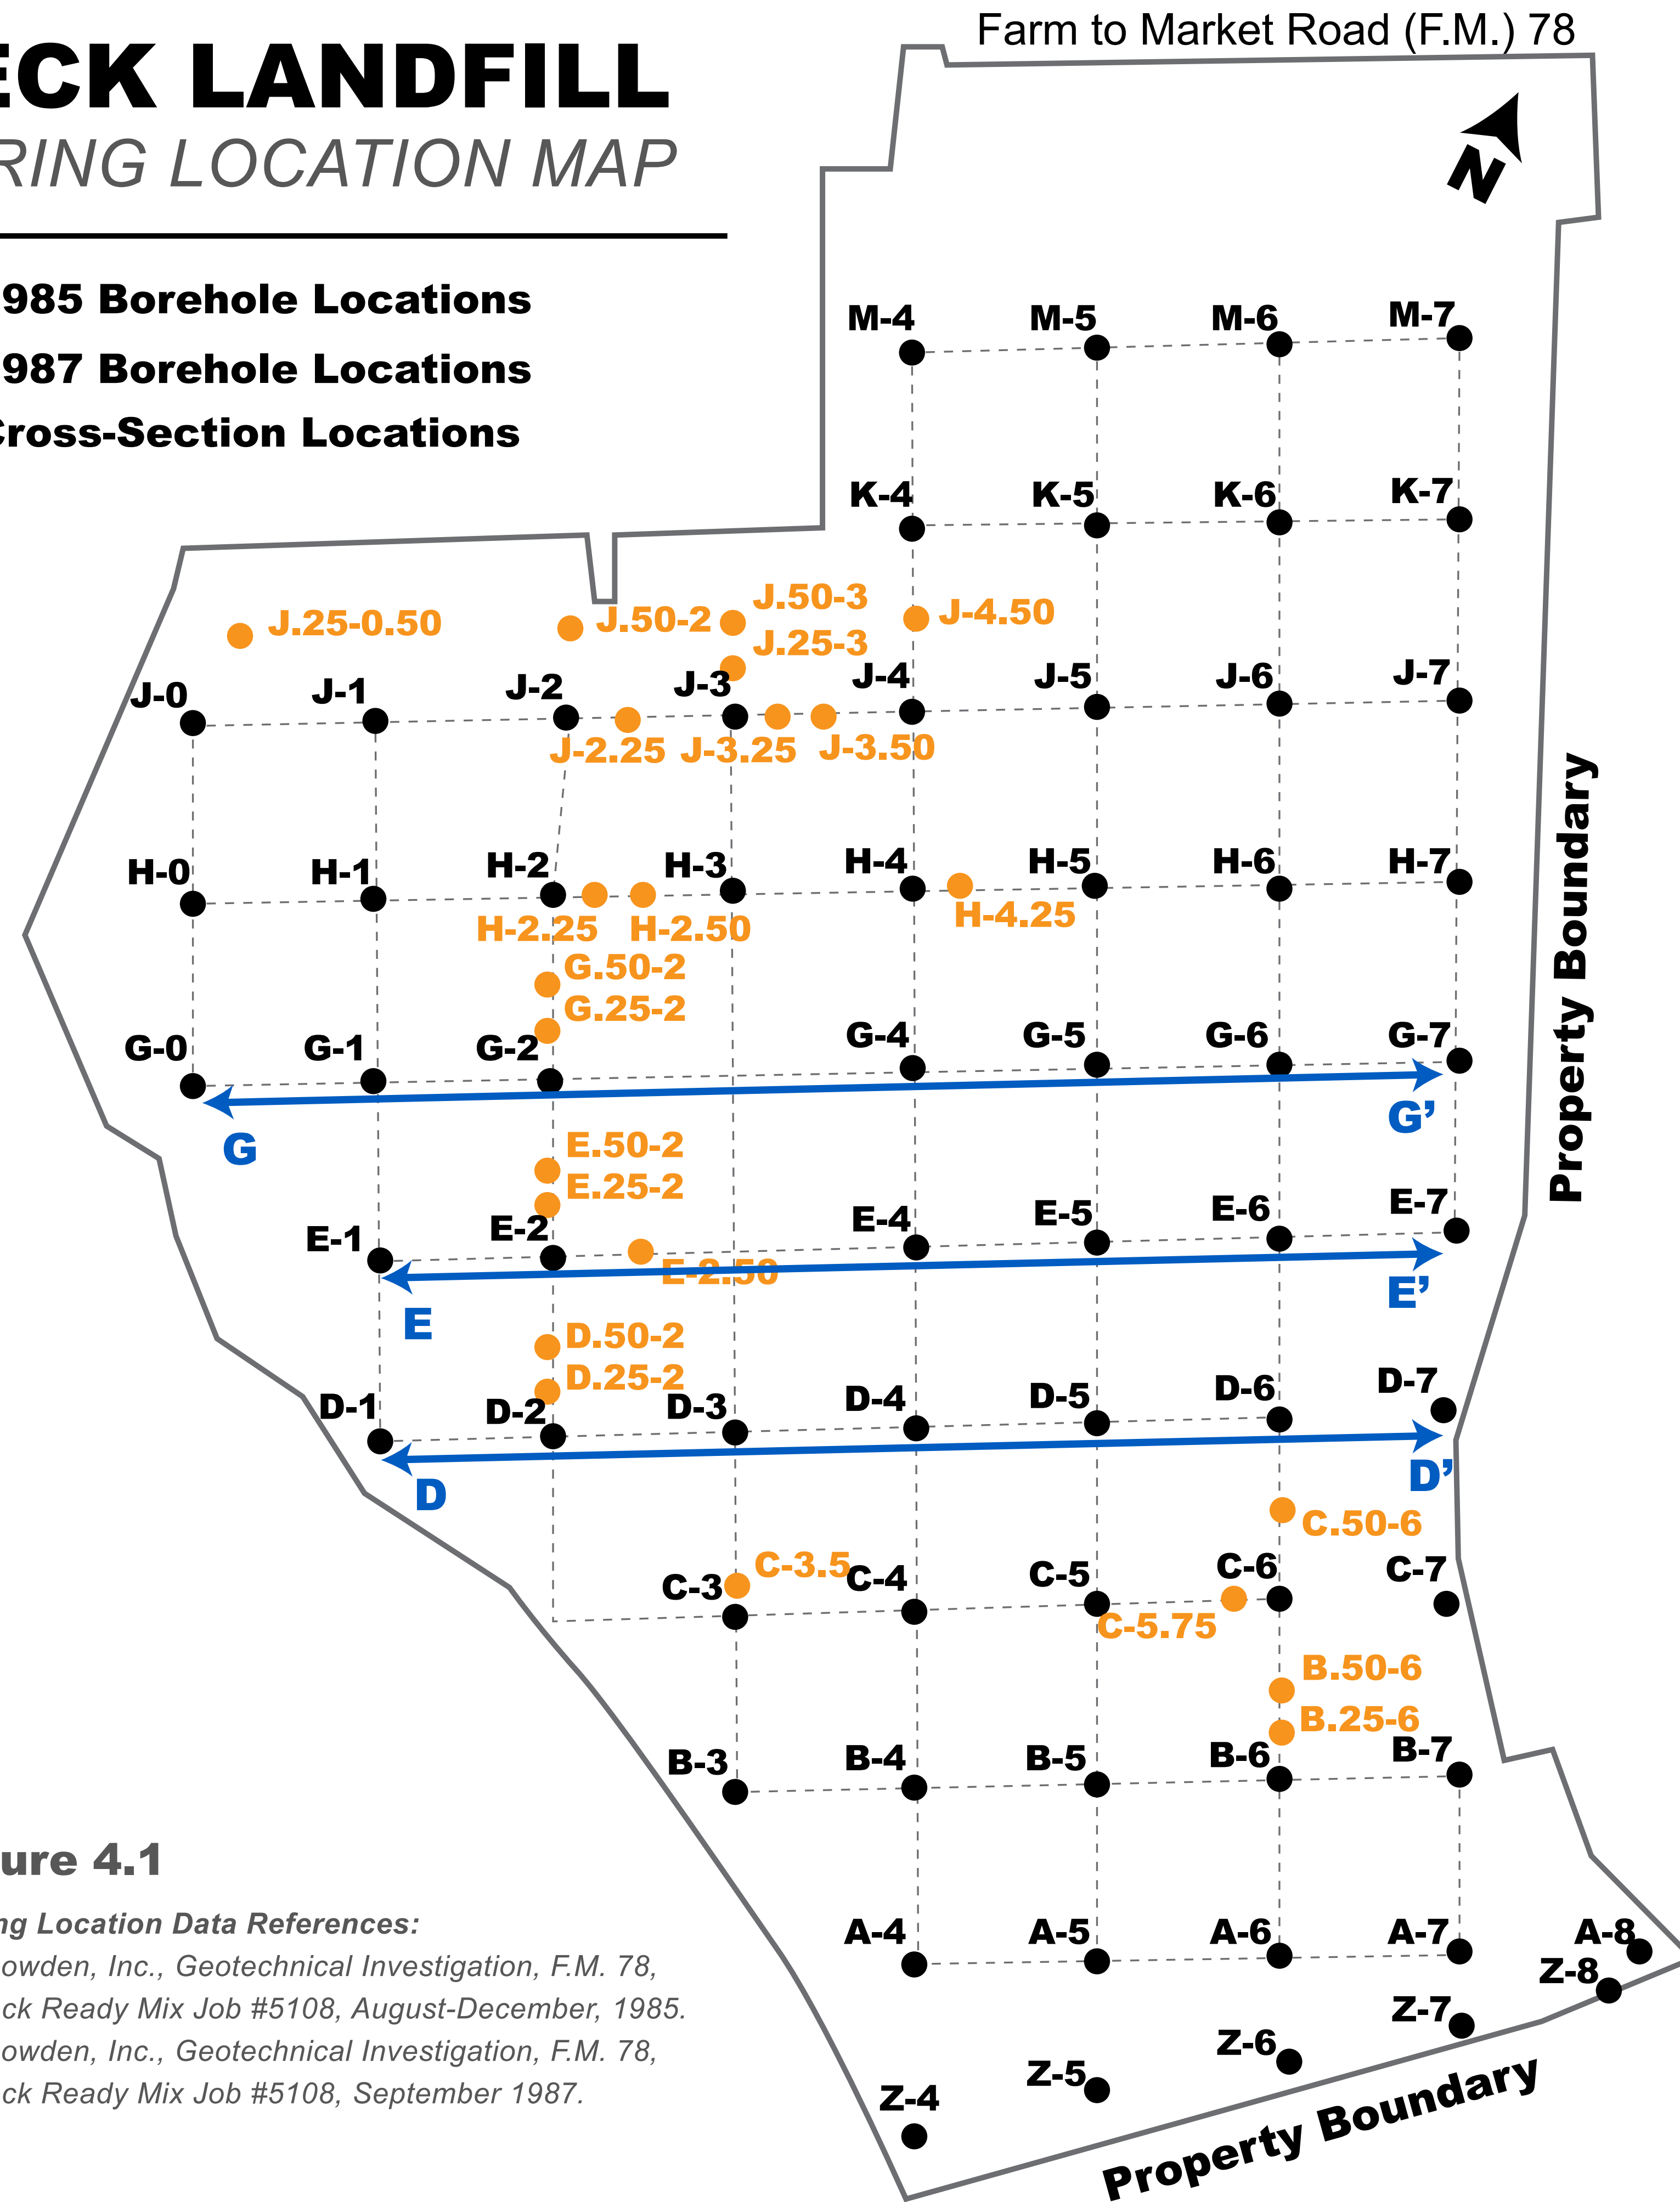 Farm to Market Road (F.M.) 78
ECK LANDFILL
RING LOCATION MAP
N
985 Borehole Locations
987 Borehole Locations
Cross-Section Locations
M-4 M-5 M-6 M-7
K-4 K-5 K-6 K-7
J.25-0.50 J.50-2 J.50-3 J-4.50
J.25-3
J-0 J-1 J-2 J-3 J-4 J-5 J-6 J-7
J-2.25 J-3.25 J-3.50
Property Boundary
H-0 H-1 H-2 H-3 H-4 H-5 H-6 H-7
H-2.25 H-2.50 H-4.25
G.50-2
G.25-2
G-0 G-1 G-2 G-4 G-5 G-6 G-7
G G’
E.50-2
E.25-2
E-1 E-2 E-4 E-5 E-6 E-7
E-2.50
E E’
D.50-2
D.25-2
D-1 D-2 D-3 D-4 D-5 D-6 D-7
D D’
C.50-6
C-3.5
C-3 C-4 C-5 C-6 C-7
C-5.75
B.50-6
B.25-6
B-3 B-4 B-5 B-6 B-7
A-4 A-5 A-6 A-7 A-8
Z-8
Z-7
Z-6
Z-5
Z-4
Property Boundary
ure 4.1
ng Location Data References:
owden, Inc., Geotechnical Investigation, F.M. 78,
ck Ready Mix Job #5108, August-December, 1985.
owden, Inc., Geotechnical Investigation, F.M. 78,
ck Ready Mix Job #5108, September 1987.